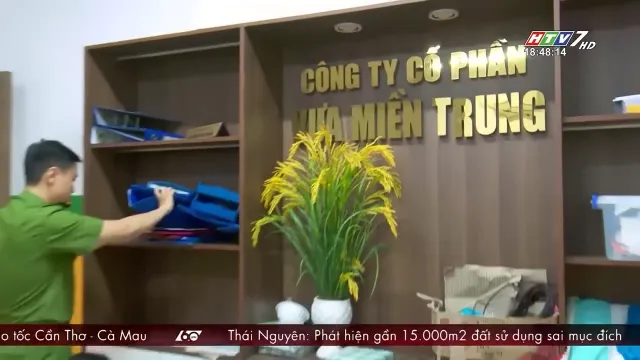 HTV7 HD
18:48:14
CÔNG TY CỔ PHẦN
MIỀN TRUNG
o tốc Cần Thơ - Cà Mau 60 Thái Nguyên: Phát hiện gần 15.000m2 đất sử dụng sai mục đích